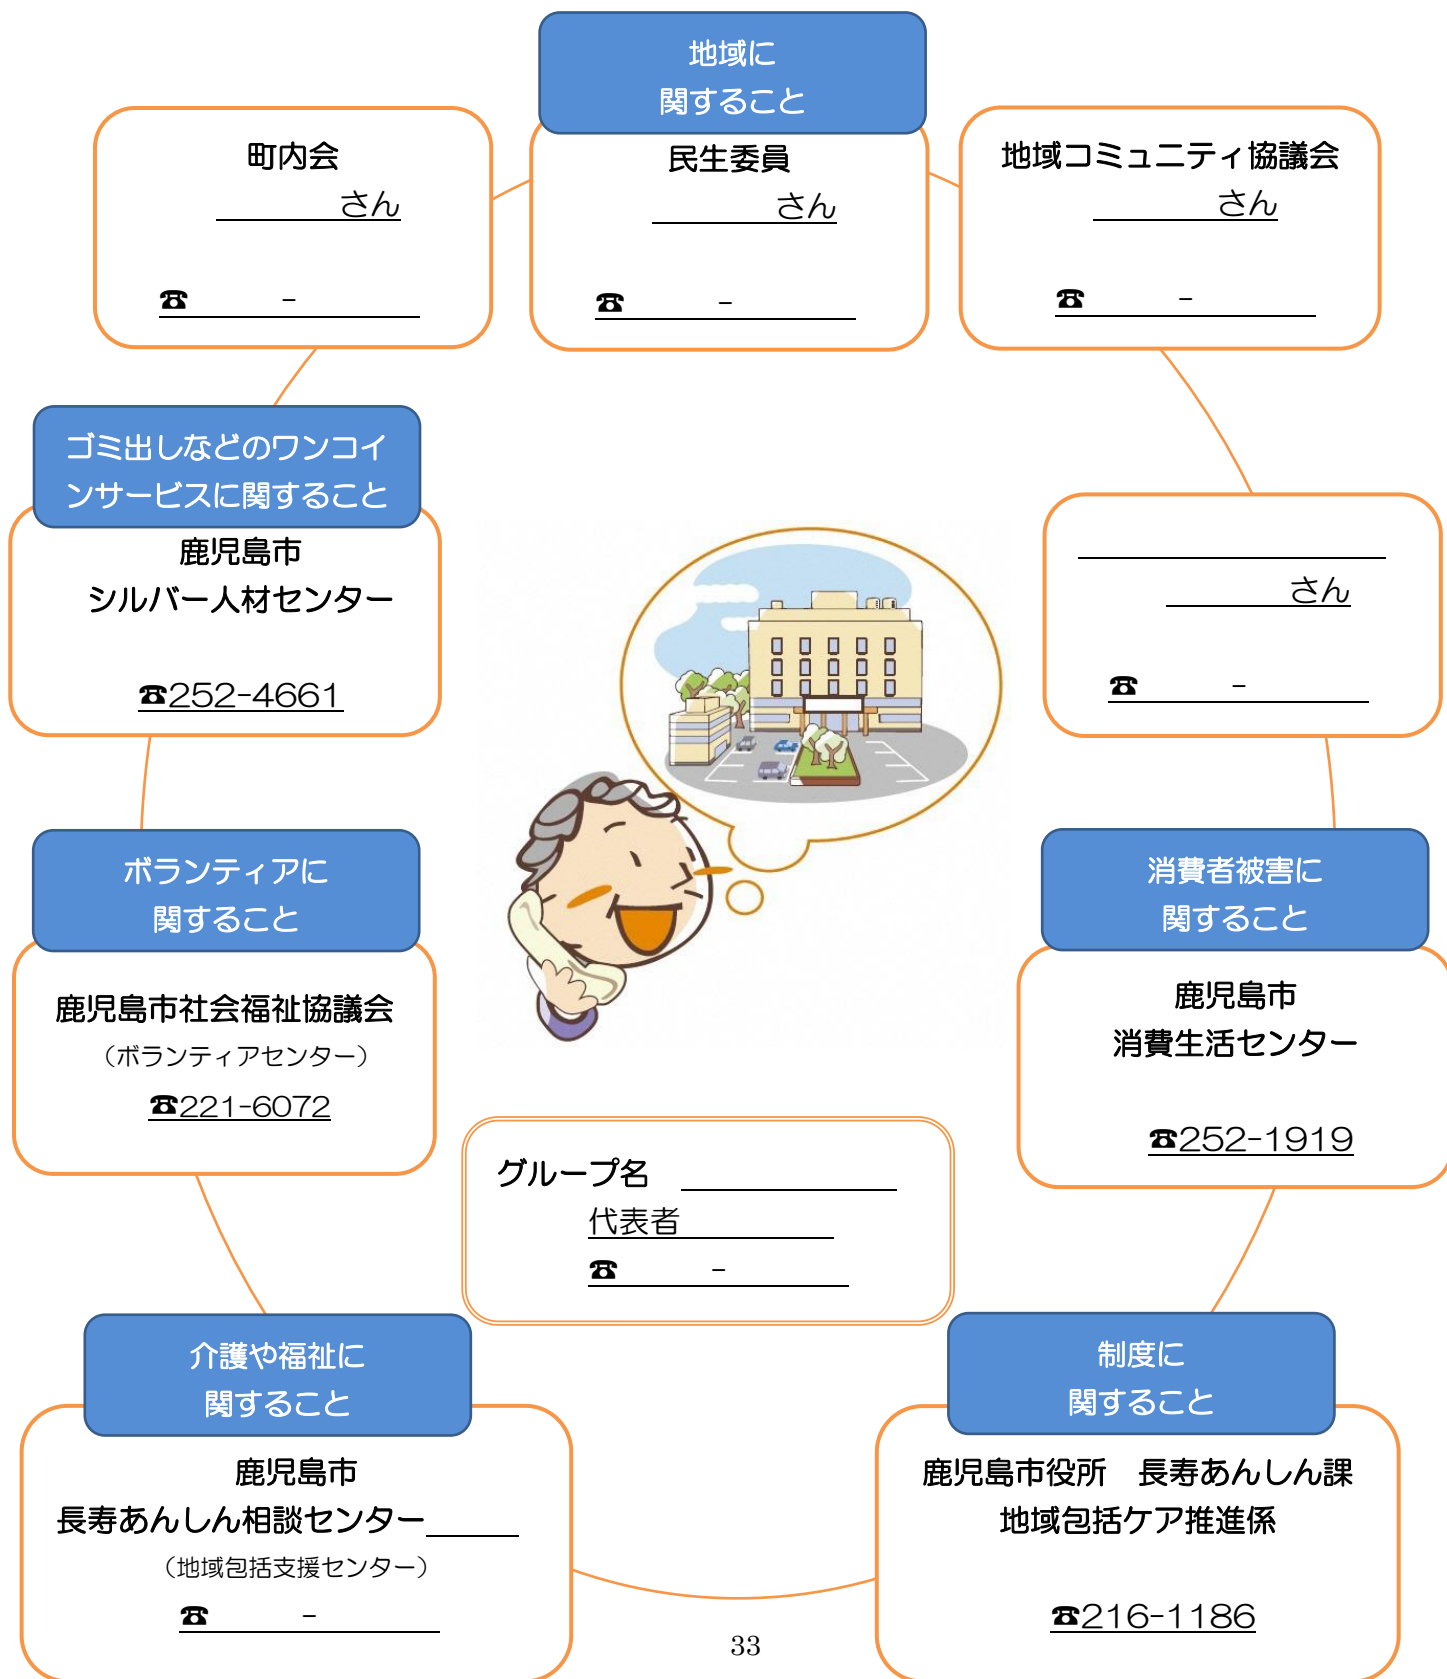 地域に
関すること
町内会
さん
☎　　　-
民生委員
さん
☎　　　-
地域コミュニティ協議会
さん
☎　　　-
ゴミ出しなどのワンコイ
ンサービスに関すること
鹿児島市
シルバー人材センター
☎252-4661
さん
☎　　　-
ボランティアに
関すること
鹿児島市社会福祉協議会
（ボランティアセンター）
☎221-6072
消費者被害に
関すること
鹿児島市
消費生活センター
☎252-1919
グループ名
代表者
☎　　　-
介護や福祉に
関すること
鹿児島市
長寿あんしん相談センター
（地域包括支援センター）
☎　　　-
制度に
関すること
鹿児島市役所　長寿あんしん課
地域包括ケア推進係
☎216-1186
33